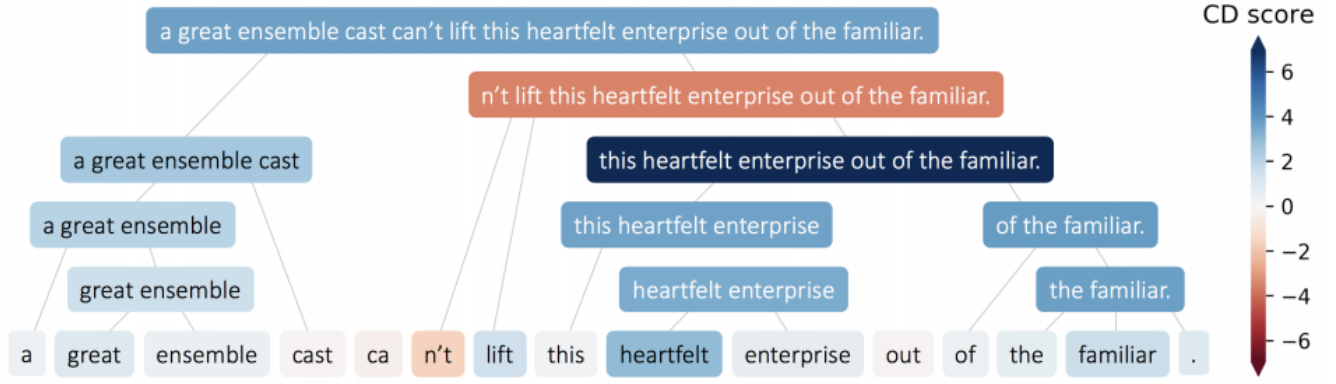 CD score
a great ensemble cast can't lift this heartfelt enterprise out of the familiar.
6
n't lift this heartfelt enterprise out of the familiar.
4
a great ensemble cast this heartfelt enterprise out of the familiar.
2
0
a great ensemble this heartfelt enterprise of the familiar.
−2
great ensemble heartfelt enterprise the familiar.
−4
a great ensemble cast ca n't lift this heartfelt enterprise out of the familiar .
−6